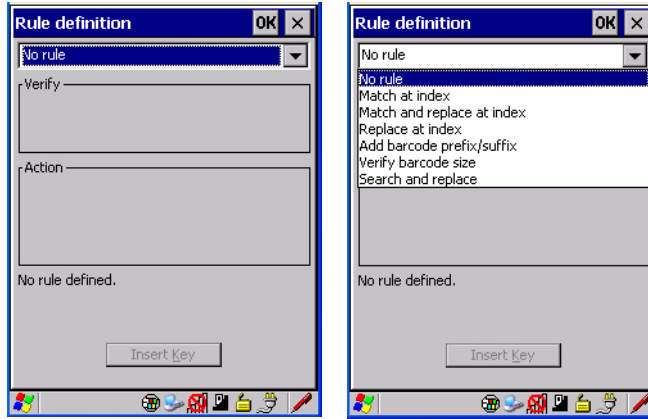 Rule definition OK ×
No rule
Verify
Action
No rule defined.
Insert Key
Rule definition OK ×
No rule
No rule
Match at index
Match and replace at index
Replace at index
Add barcode prefix/suffix
Verify barcode size
Search and replace
No rule defined.
Insert Key